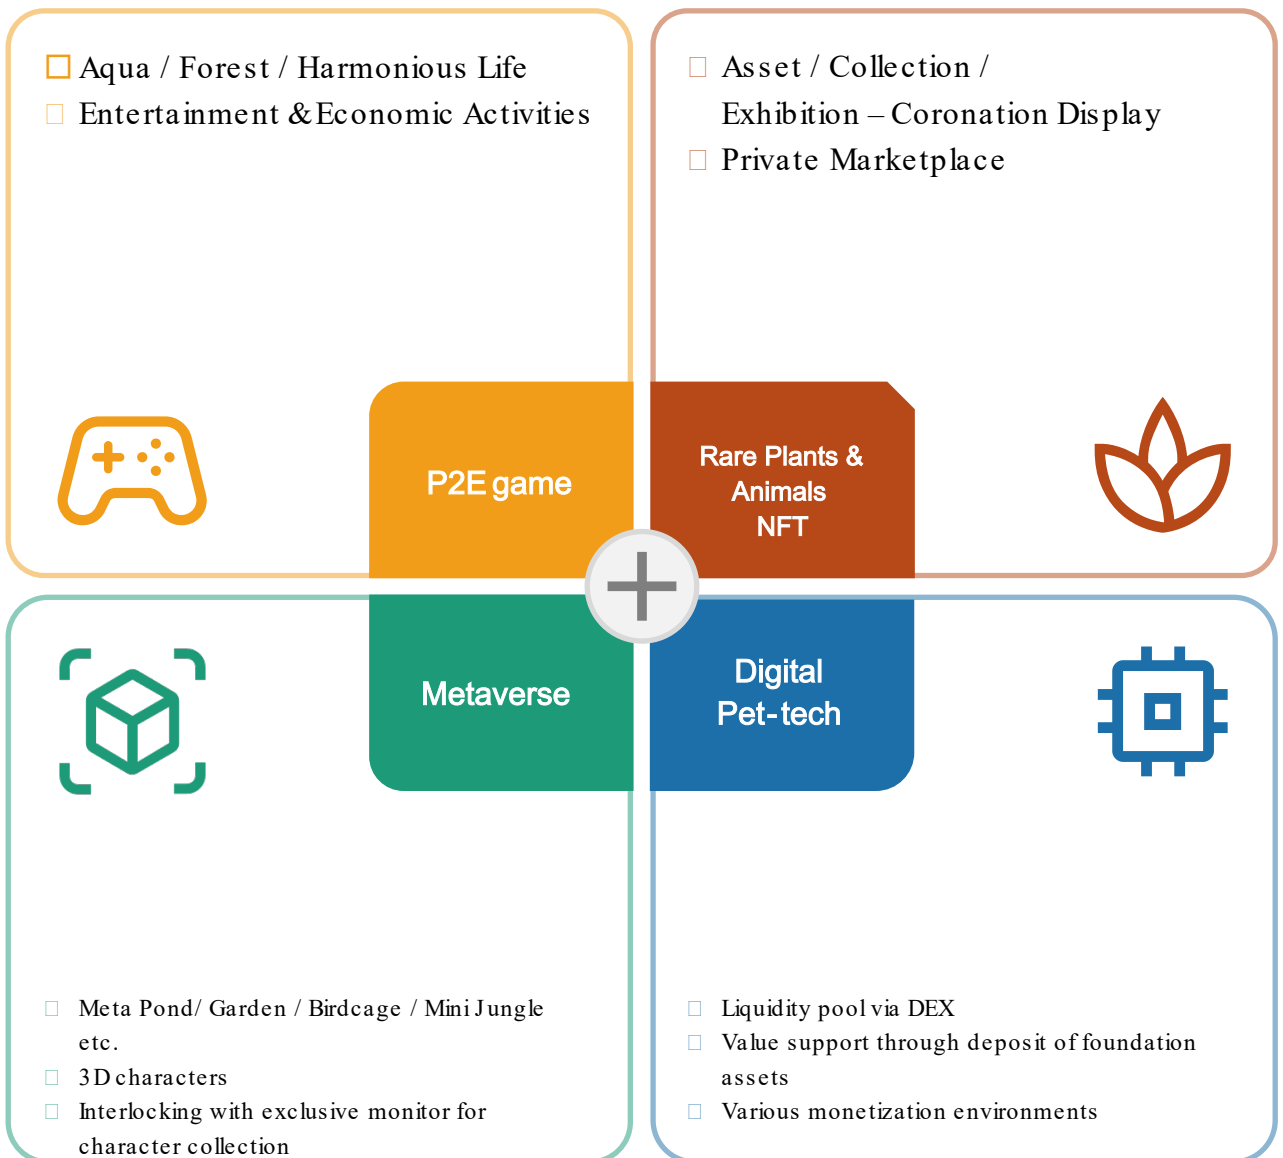 Aqua / Forest / Harmonious Life
Entertainment & Economic Activities
Asset / Collection /
Exhibition – Coronation Display
Private Marketplace
P2E game
Rare Plants &
Animals
NFT
Metaverse
Digital
Pet-tech
Meta Pond/ Garden / Birdcage / Mini Jungle
etc.
3D characters
Interlocking with exclusive monitor for
character collection
Liquidity pool via DEX
Value support through deposit of foundation
assets
Various monetization environments